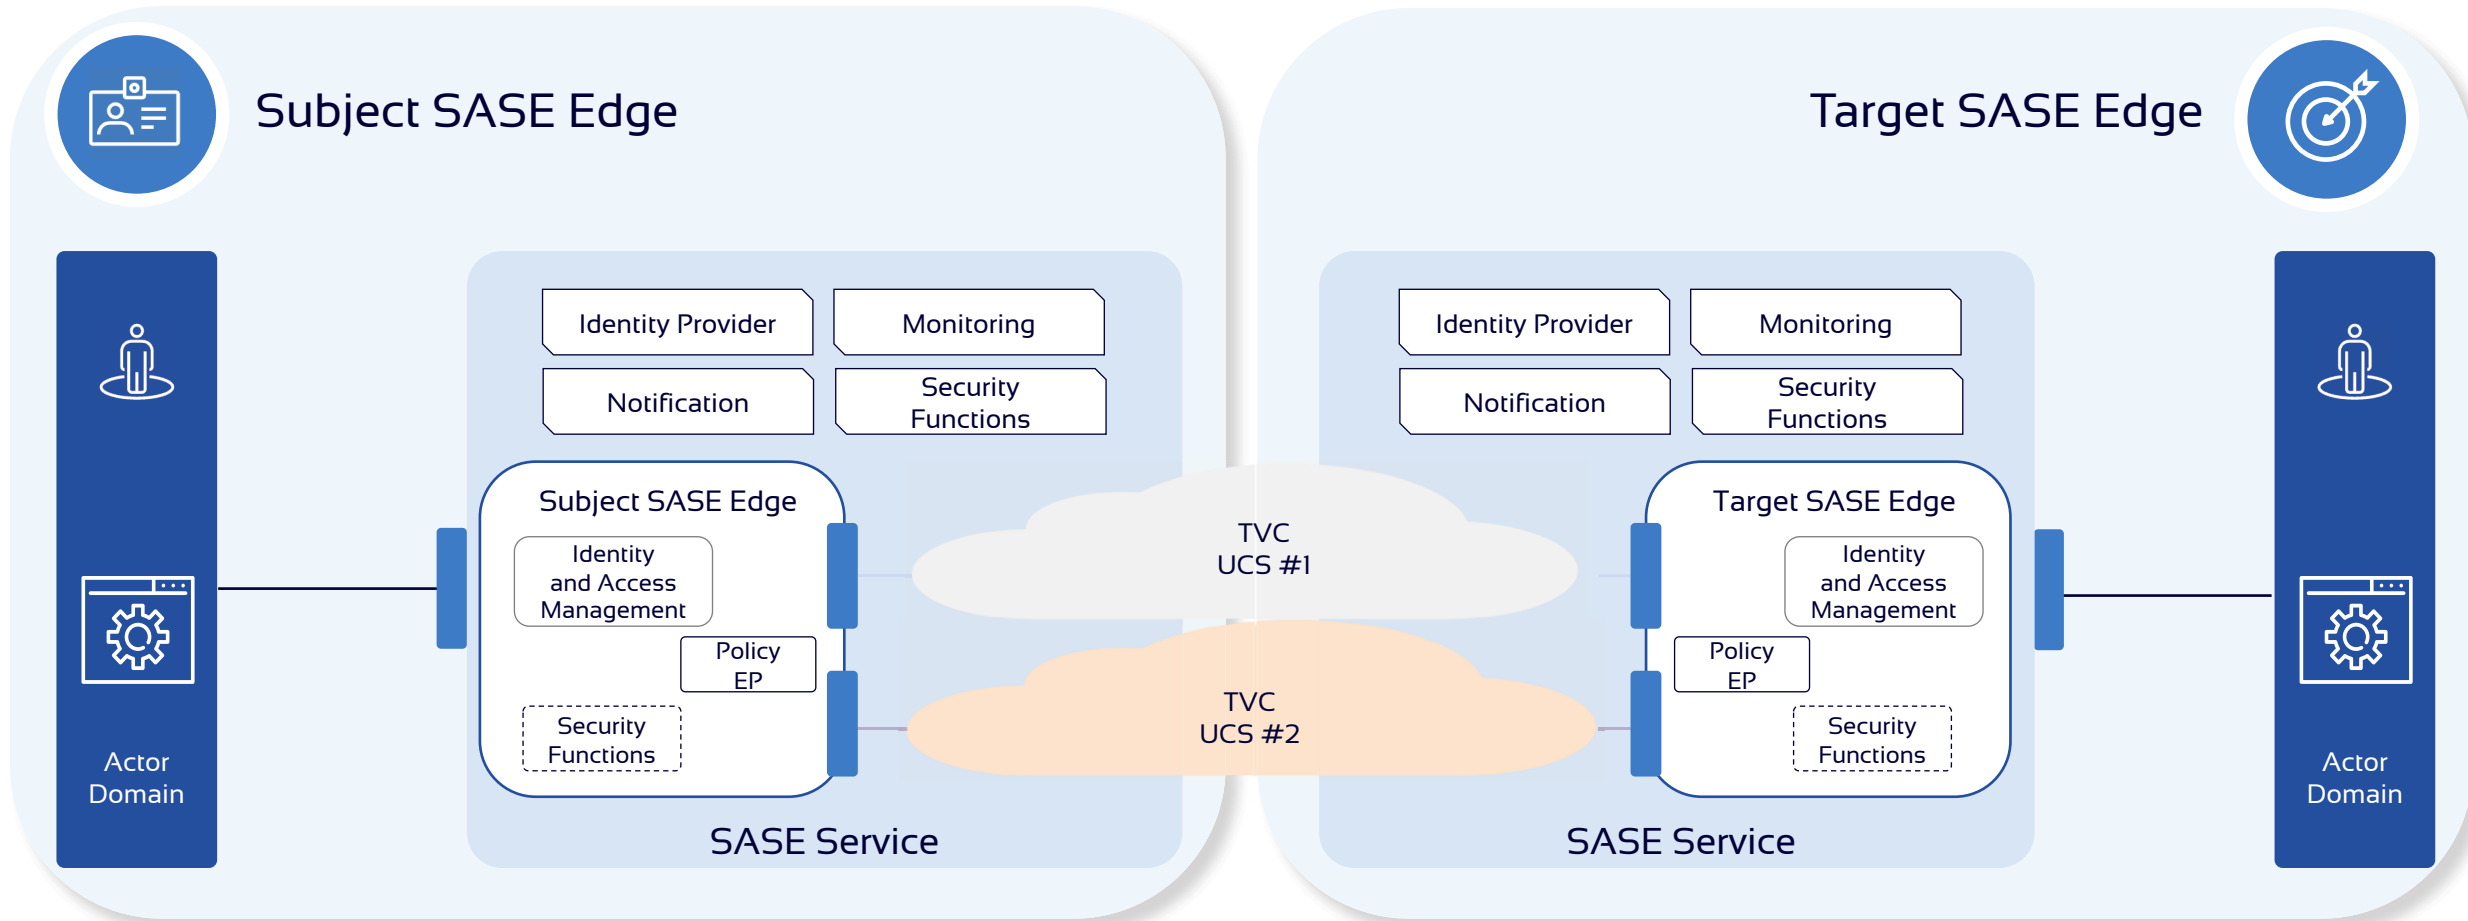 Subject SASE Edge
Target SASE Edge
Actor
Domain
Identity Provider
Monitoring
Notification
Security
Functions
Subject SASE Edge
Identity
and Access
Management
Policy
EP
Security
Functions
SASE Service
TVC
UCS #1
TVC
UCS #2
Identity Provider
Monitoring
Notification
Security
Functions
Target SASE Edge
Identity
and Access
Management
Policy
EP
Security
Functions
SASE Service
Actor
Domain